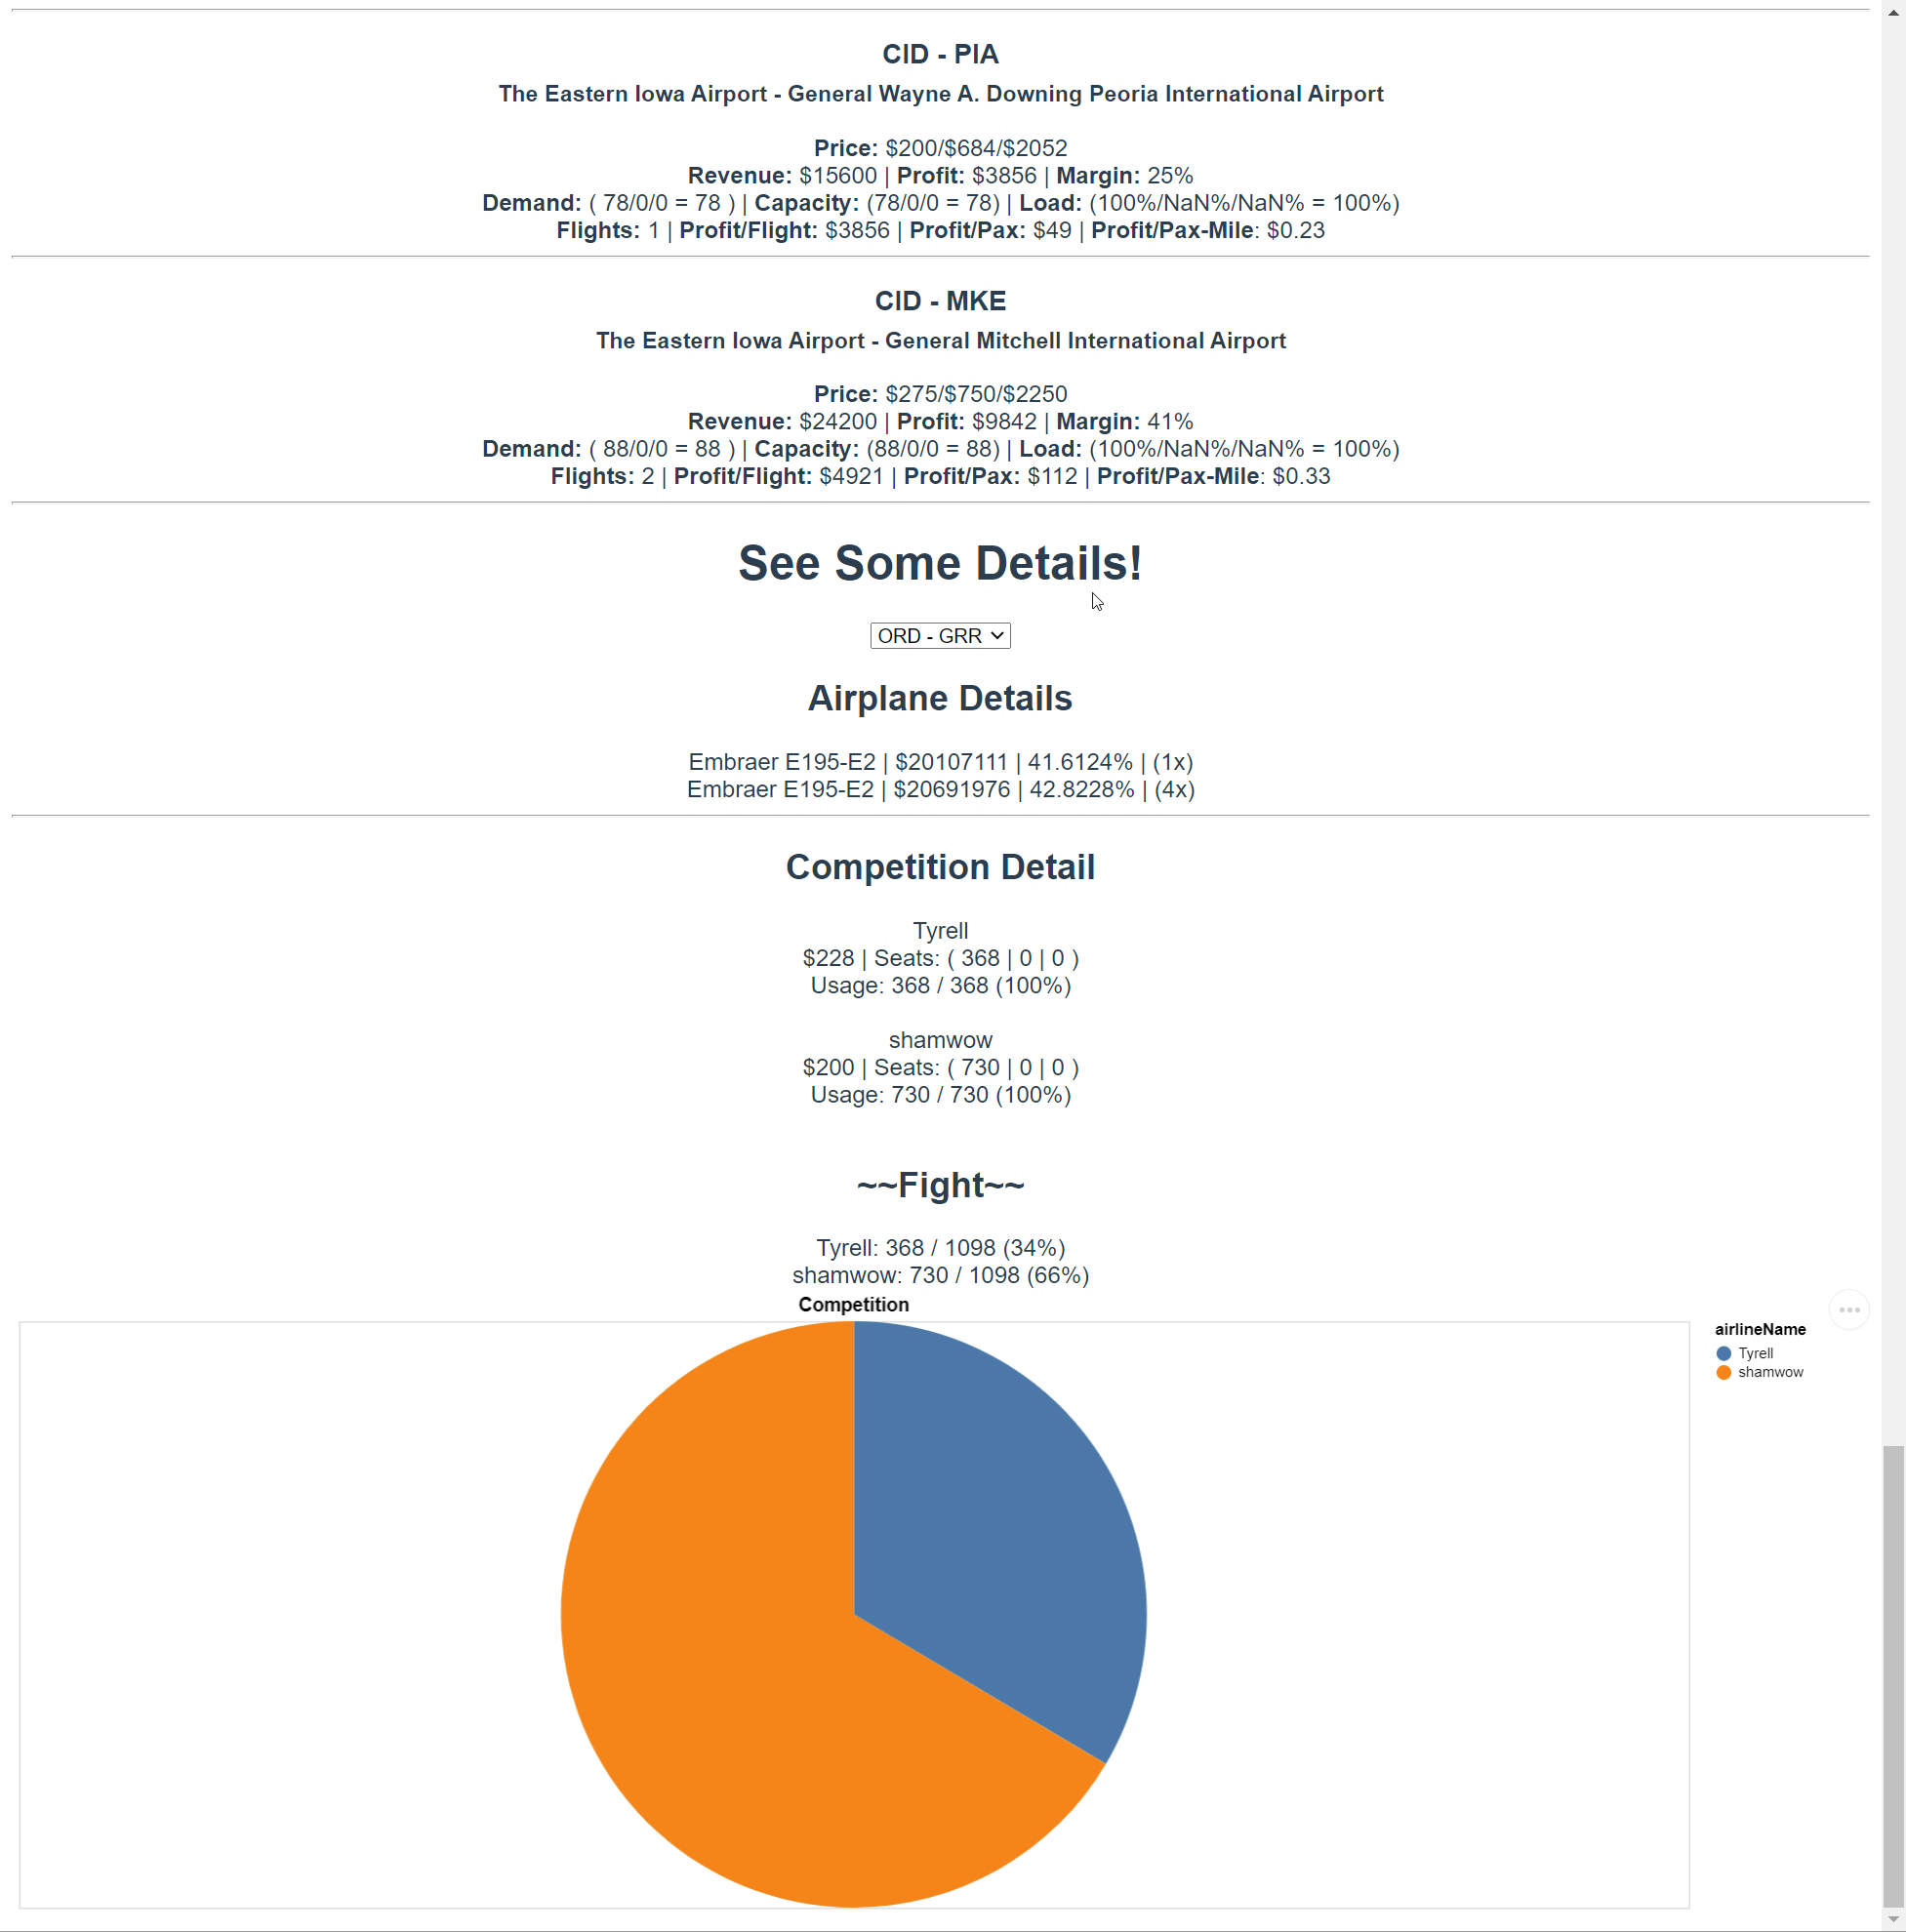 CID - PIA
The Eastern Iowa Airport - General Wayne A. Downing Peoria International Airport
Price: $200/$684/$2052
Revenue: $15600 | Profit: $3856 | Margin: 25%
Demand: ( 78/0/0 = 78 ) | Capacity: (78/0/0 = 78) | Load: (100%/NaN%/NaN% = 100%)
Flights: 1 | Profit/Flight: $3856 | Profit/Pax: $49 | Profit/Pax-Mile: $0.23
CID - MKE
The Eastern Iowa Airport - General Mitchell International Airport
Price: $275/$750/$2250
Revenue: $24200 | Profit: $9842 | Margin: 41%
Demand: ( 88/0/0 = 88 ) | Capacity: (88/0/0 = 88) | Load: (100%/NaN%/NaN% = 100%)
Flights: 2 | Profit/Flight: $4921 | Profit/Pax: $112 | Profit/Pax-Mile: $0.33
See Some Details!
ORD - GRR
Airplane Details
Embraer E195-E2 | $20107111 | 41.6124% | (1x)
Embraer E195-E2 | $20691976 | 42.8228% | (4x)
Competition Detail
Tyrell
$228 | Seats: ( 368 | 0 | 0 )
Usage: 368 / 368 (100%)
shamwow
$200 | Seats: ( 730 | 0 | 0 )
Usage: 730 / 730 (100%)
~~Fight~~
Tyrell: 368 / 1098 (34%)
shamwow: 730 / 1098 (66%)
Competition
airlineName
Tyrell
shamwow